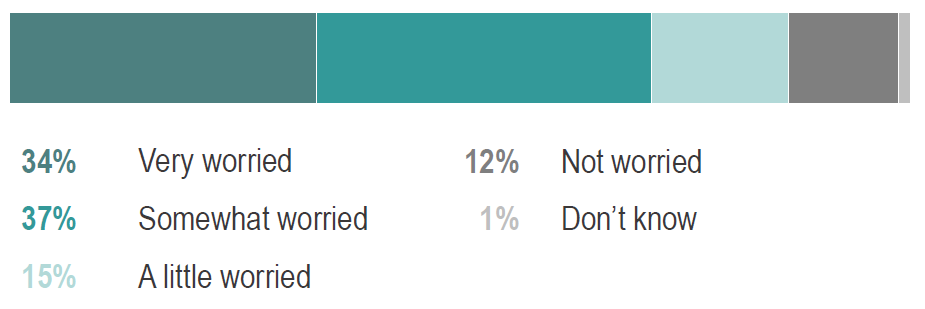 34% Very worried
37% Somewhat worried
15% A little worried
12% Not worried
1% Don’t know